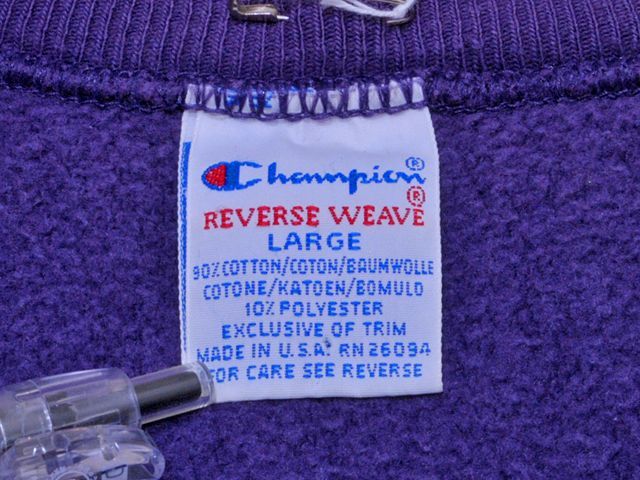 Champion®
REVERSE WEAVE®
LARGE
90% COTTON/COTON/BAUMWOLLE
COTONE/KATOEN/BOMULD
10% POLYESTER
EXCLUSIVE OF TRIM
MADE IN U.S.A. RN 26094
FOR CARE SEE REVERSE